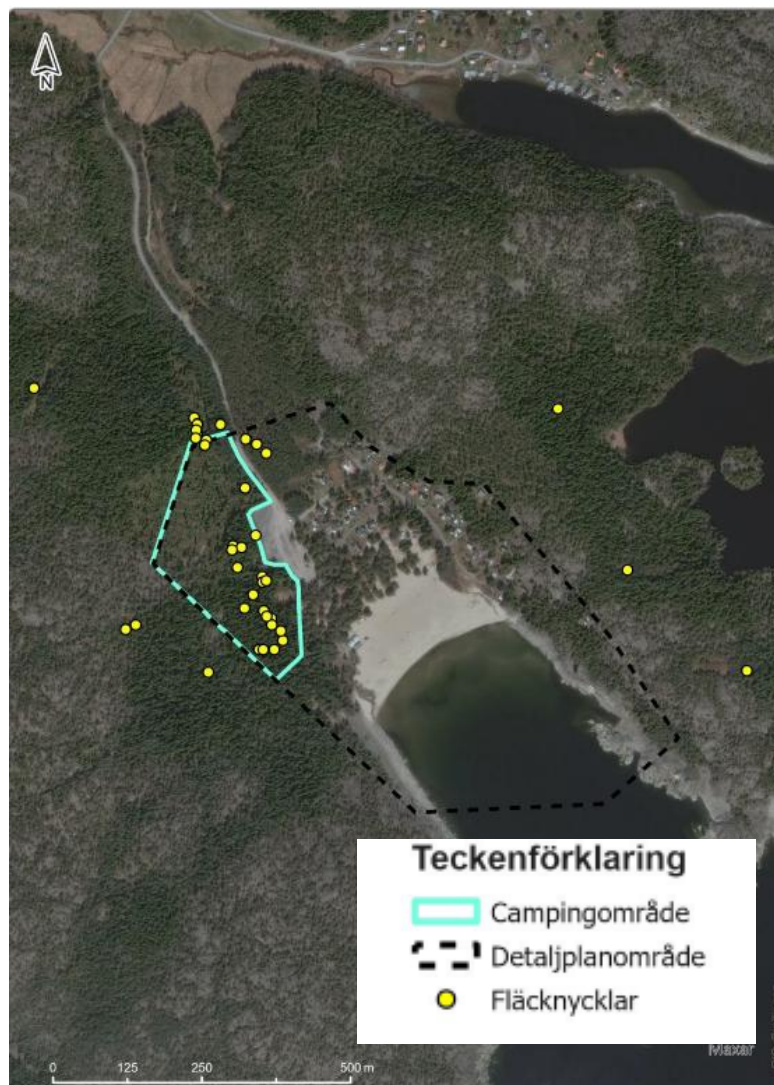 N
Teckenförklaring
Campingområde
Detaljplanområde
Fläcknycklar
Maxar
0 125 250 500 m